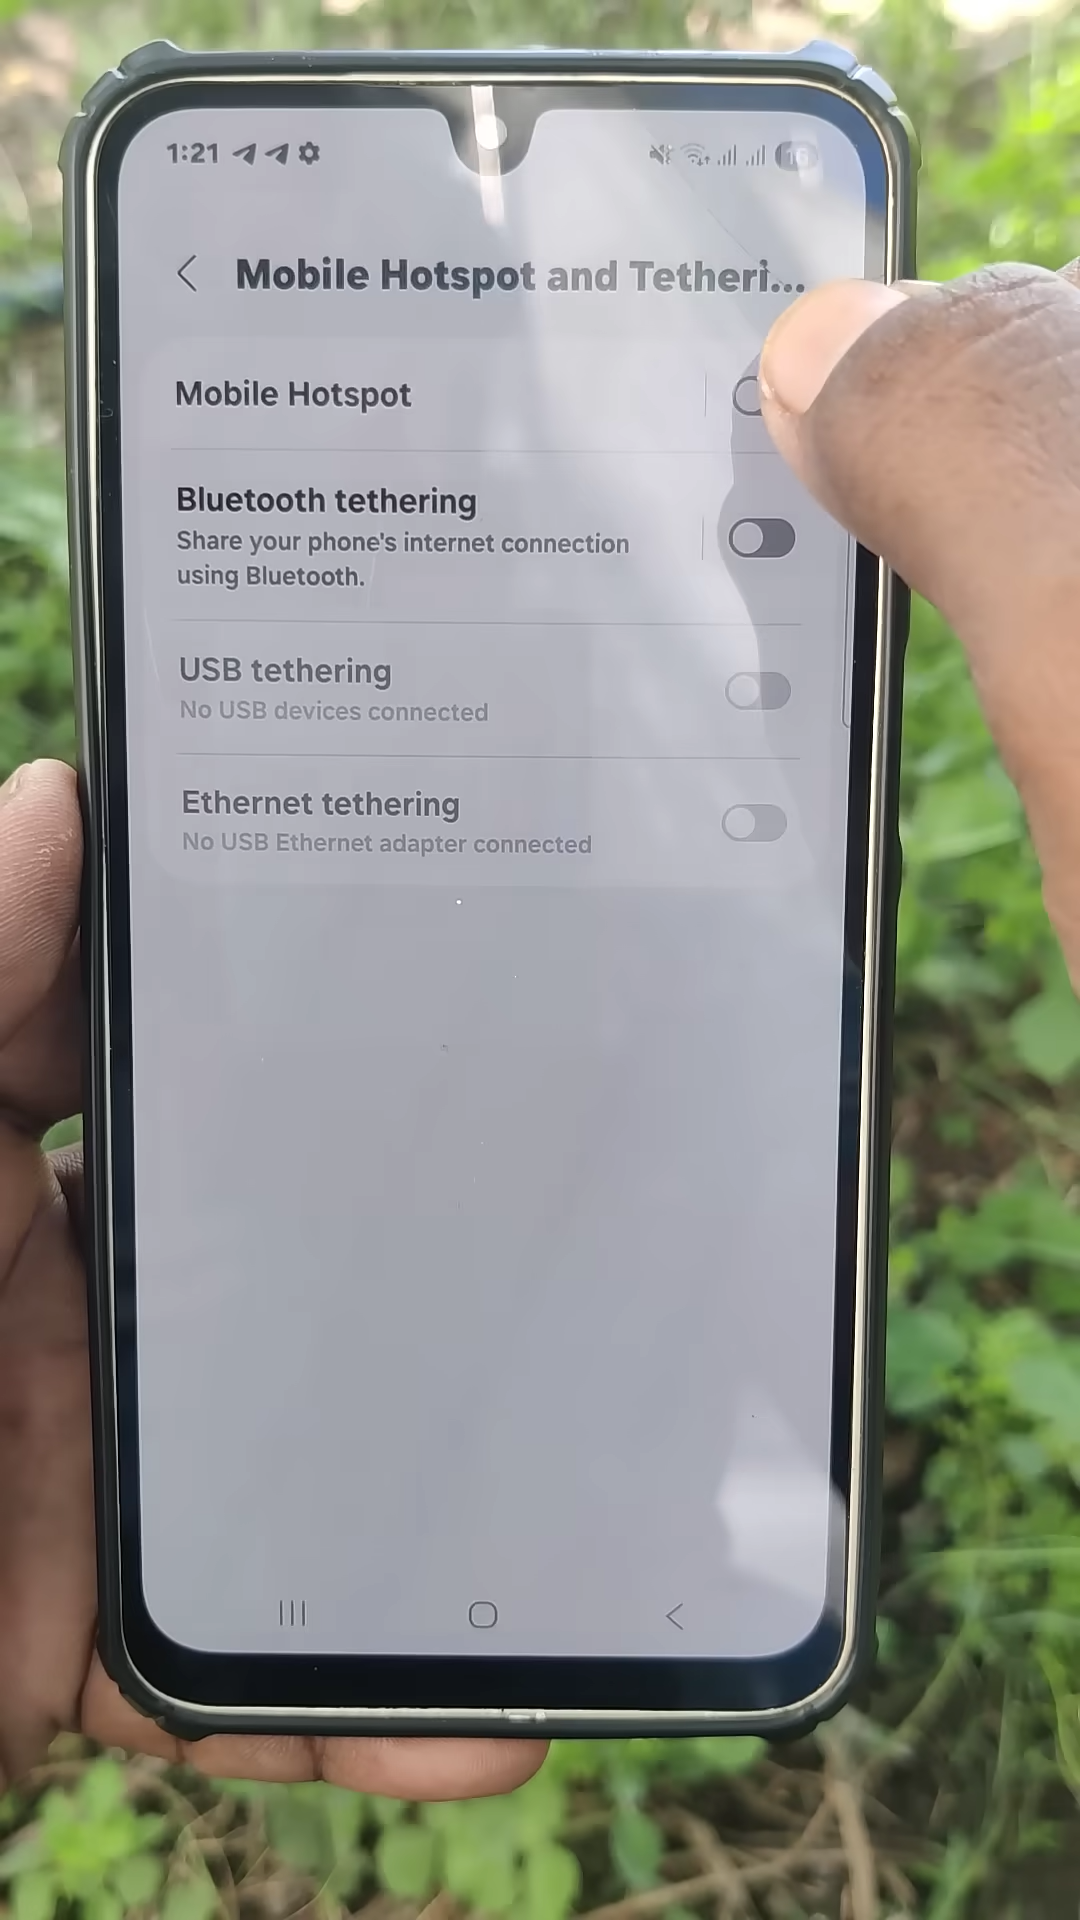 1:21
Mobile Hotspot and Tetheri...
Mobile Hotspot
Bluetooth tethering
Share your phone's internet connection
using Bluetooth.
USB tethering
No USB devices connected
Ethernet tethering
No USB Ethernet adapter connected